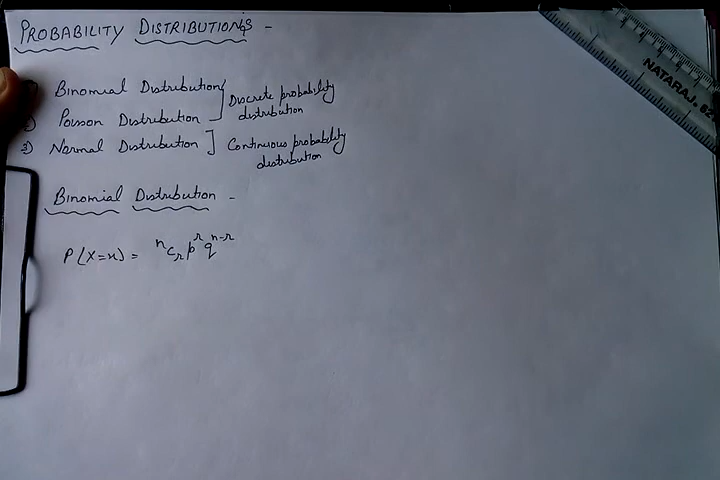 PROBABILITY DISTRIBUTIONS -
Binomial Distribution
2) Poisson Distribution
Discrete probability
distribution
3) Normal Distribution
Continuous probability
distribution
Binomial Distribution -
P(X=x) = ⁿCᵣ pʳ qⁿ⁻ʳ
NATARAJ